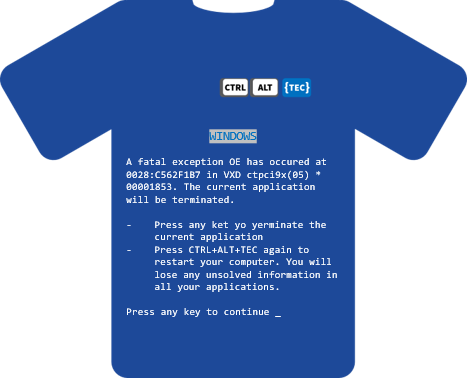 CTRL ALT {TEC}
WINDOWS
A fatal exception OE has occured at
0028:C562F1B7 in VXD ctpci9x(05) *
00001853. The current application
will be terminated.
- Press any ket yo yerminate the
current application
- Press CTRL+ALT+TEC again to
restart your computer. You will
lose any unsolved information in
all your applications.
Press any key to continue _